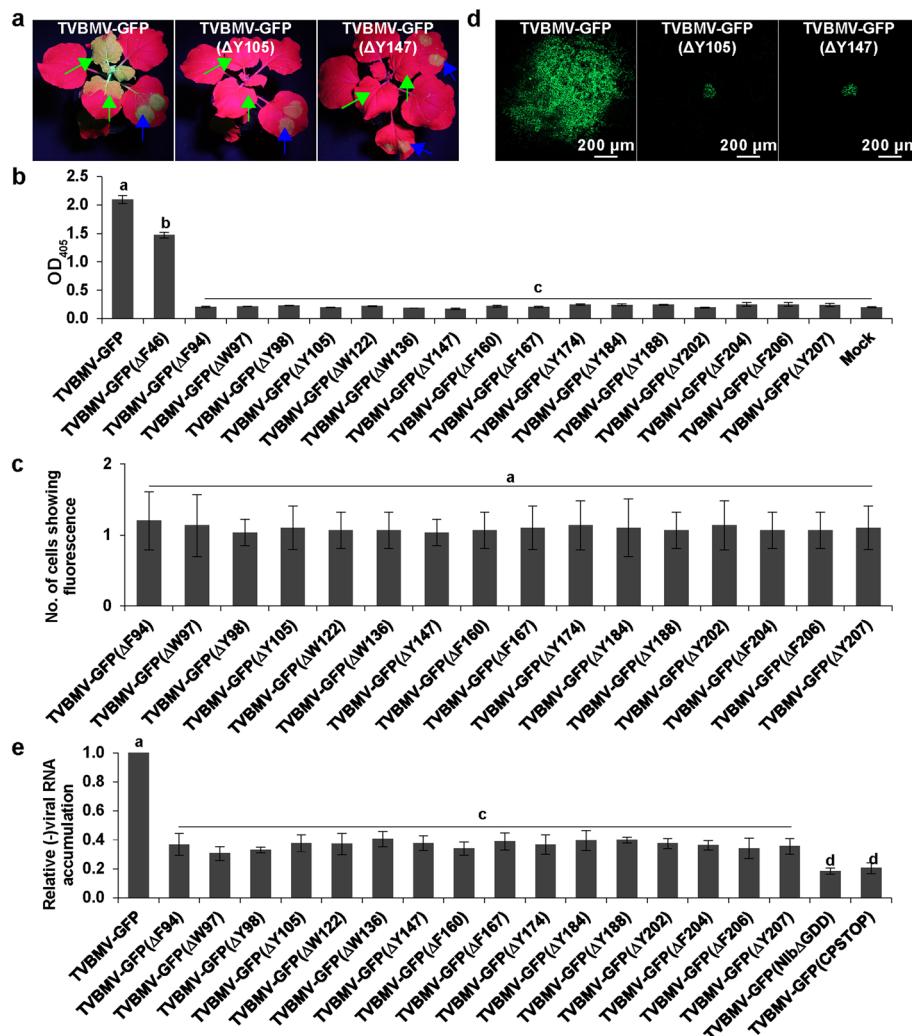 a
TVBMV-GFP
TVBMV-GFP
(ΔY105)
TVBMV-GFP
(ΔY147)
d
TVBMV-GFP
200 µm
TVBMV-GFP
(ΔY105)
200 µm
TVBMV-GFP
(ΔY147)
200 µm
b
OD405
2.5
2.0
1.5
1.0
0.5
0.0
a
b
c
TVBMV-GFP
TVBMV-GFP(ΔF46)
TVBMV-GFP(ΔF94)
TVBMV-GFP(ΔW97)
TVBMV-GFP(ΔY98)
TVBMV-GFP(ΔY105)
TVBMV-GFP(ΔW122)
TVBMV-GFP(ΔW136)
TVBMV-GFP(ΔY147)
TVBMV-GFP(ΔF160)
TVBMV-GFP(ΔF167)
TVBMV-GFP(ΔY174)
TVBMV-GFP(ΔY184)
TVBMV-GFP(ΔY188)
TVBMV-GFP(ΔY202)
TVBMV-GFP(ΔF204)
TVBMV-GFP(ΔF206)
TVBMV-GFP(ΔY207)
Mock
c
No. of cells showing
fluorescence
2
1
0
a
TVBMV-GFP(ΔF94)
TVBMV-GFP(ΔW97)
TVBMV-GFP(ΔY98)
TVBMV-GFP(ΔY105)
TVBMV-GFP(ΔW122)
TVBMV-GFP(ΔW136)
TVBMV-GFP(ΔY147)
TVBMV-GFP(ΔF160)
TVBMV-GFP(ΔF167)
TVBMV-GFP(ΔY174)
TVBMV-GFP(ΔY184)
TVBMV-GFP(ΔY188)
TVBMV-GFP(ΔY202)
TVBMV-GFP(ΔF204)
TVBMV-GFP(ΔF206)
TVBMV-GFP(ΔY207)
e
Relative (-)viral RNA
accumulation
1.0
0.8
0.6
0.4
0.2
0.0
a
c
d
d
TVBMV-GFP
TVBMV-GFP(ΔF94)
TVBMV-GFP(ΔW97)
TVBMV-GFP(ΔY98)
TVBMV-GFP(ΔY105)
TVBMV-GFP(ΔW122)
TVBMV-GFP(ΔW136)
TVBMV-GFP(ΔY147)
TVBMV-GFP(ΔF160)
TVBMV-GFP(ΔF167)
TVBMV-GFP(ΔY174)
TVBMV-GFP(ΔY184)
TVBMV-GFP(ΔY188)
TVBMV-GFP(ΔY202)
TVBMV-GFP(ΔF204)
TVBMV-GFP(ΔF206)
TVBMV-GFP(ΔY207)
TVBMV-GFP(NIbΔGDD)
TVBMV-GFP(CPSTOP)